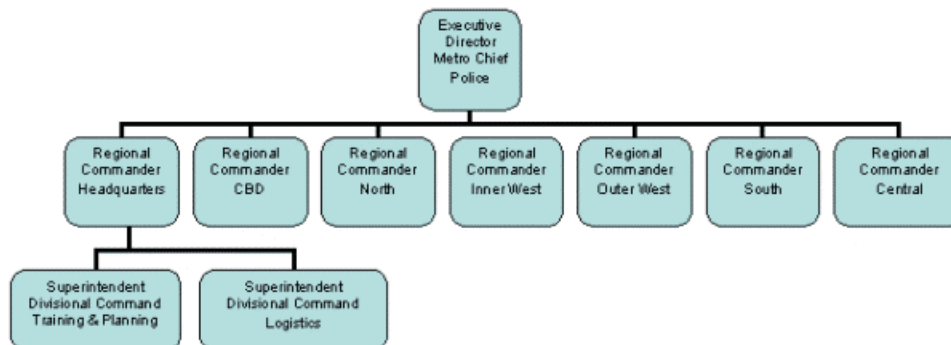 Executive
Director
Metro Chief
Police
Regional
Commander
Headquarters
Regional
Commander
CBD
Regional
Commander
North
Regional
Commander
Inner West
Regional
Commander
Outer West
Regional
Commander
South
Regional
Commander
Central
Superintendent
Divisional Command
Training & Planning
Superintendent
Divisional Command
Logistics